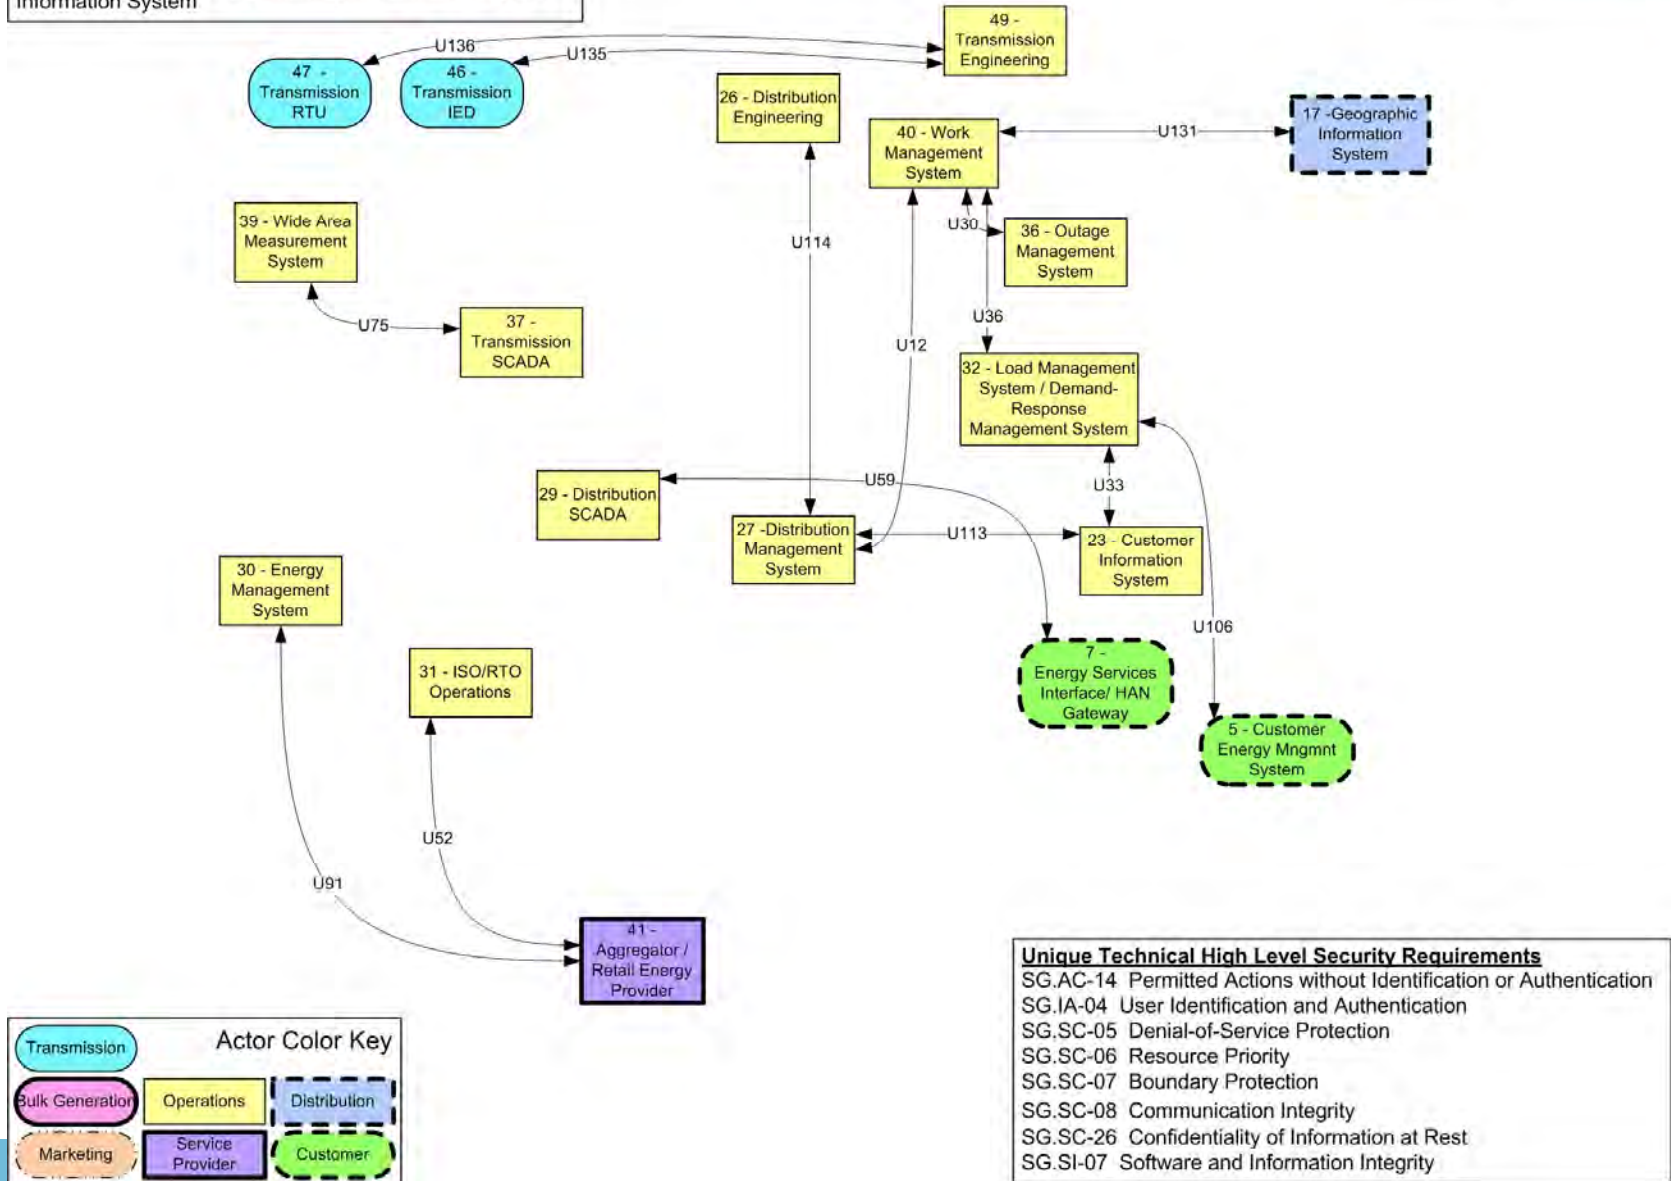 Information System
49 -
Transmission
Engineering
U136
U135
47 -
Transmission
RTU
46 -
Transmission
IED
26 - Distribution
Engineering
40 - Work
Management
System
U131
17 -Geographic
Information
System
39 - Wide Area
Measurement
System
U114
U30
36 - Outage
Management
System
U75
37 -
Transmission
SCADA
U12
U36
32 - Load Management
System / Demand-
Response
Management System
29 - Distribution
SCADA
U59
U33
27 -Distribution
Management
System
U113
23 - Customer
Information
System
30 - Energy
Management
System
U106
31 - ISO/RTO
Operations
7 -
Energy Services
Interface/ HAN
Gateway
5 - Customer
Energy Mngmnt
System
U52
U91
41 -
Aggregator /
Retail Energy
Provider
Unique Technical High Level Security Requirements
SG.AC-14 Permitted Actions without Identification or Authentication
SG.IA-04 User Identification and Authentication
SG.SC-05 Denial-of-Service Protection
SG.SC-06 Resource Priority
SG.SC-07 Boundary Protection
SG.SC-08 Communication Integrity
SG.SC-26 Confidentiality of Information at Rest
SG.SI-07 Software and Information Integrity
Actor Color Key
Transmission
Bulk Generation
Operations
Distribution
Marketing
Service
Provider
Customer